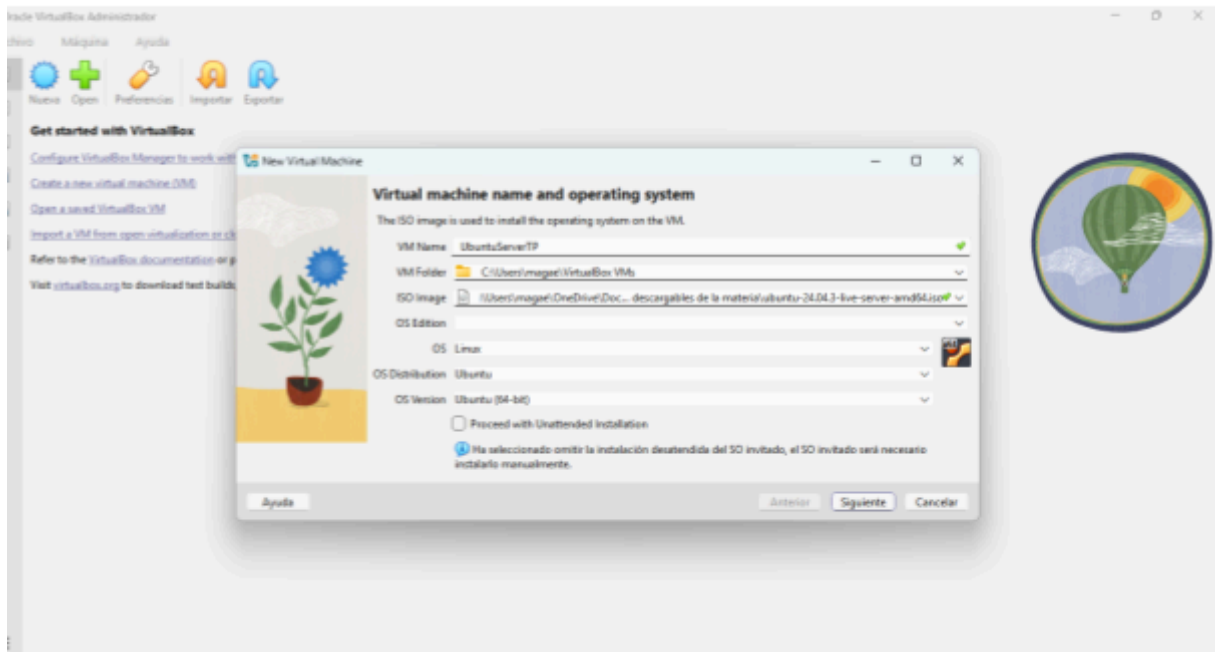 VirtualBox Administrador
Máquina Ayuda
Nueva Open Preferencias Importar Exportar
Get started with VirtualBox
Configure VirtualBox Manager to work with
Create a new virtual machine (VM)
Open a saved VirtualBox VM
Import a VM from open virtualization or
Refer to the VirtualBox documentation or
Visit virtualbox.org to download test builds
New Virtual Machine
Virtual machine name and operating system
The ISO image is used to install the operating system on the VM.
VM Name UbuntuServerTP
VM Folder C:\Users\magae\VirtualBox VMs
ISO Image \Users\magae\OneDrive\Doc... descargables de la materia\ubuntu-24.04.3-live-server-amd64.iso
OS Edition
OS Linux
OS Distribution Ubuntu
OS Version Ubuntu (64-bit)
Proceed with Unattended Installation
Ha seleccionado omitir la instalación desatendida del SO invitado, el SO invitado será necesario
instalarlo manualmente.
Ayuda Anterior Siguiente Cancelar